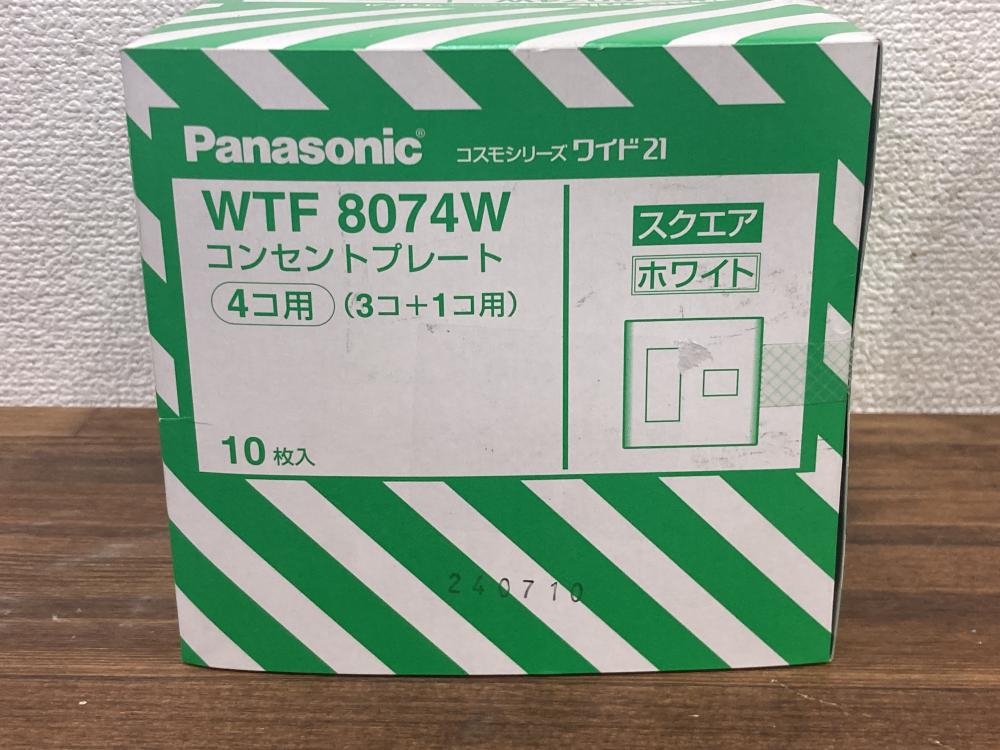 Panasonic® コスモシリーズ ワイド21
WTF 8074W
コンセントプレート
4コ用 (3コ+1コ用)
10 枚入
スクエア
ホワイト
240710